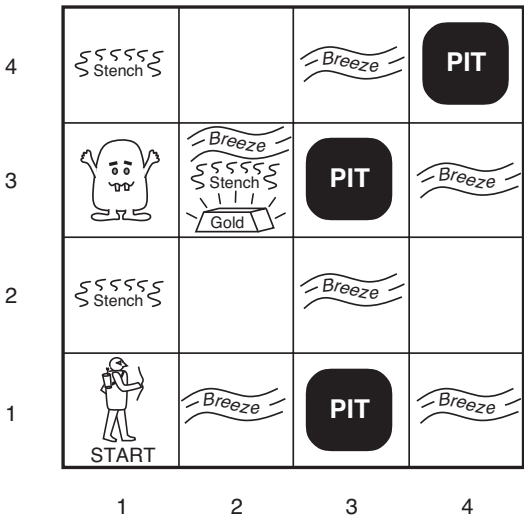 4
Stench
Breeze
PIT
3
Breeze
Stench
Gold
PIT
Breeze
2
Stench
Breeze
1
START
Breeze
PIT
Breeze
1 2 3 4